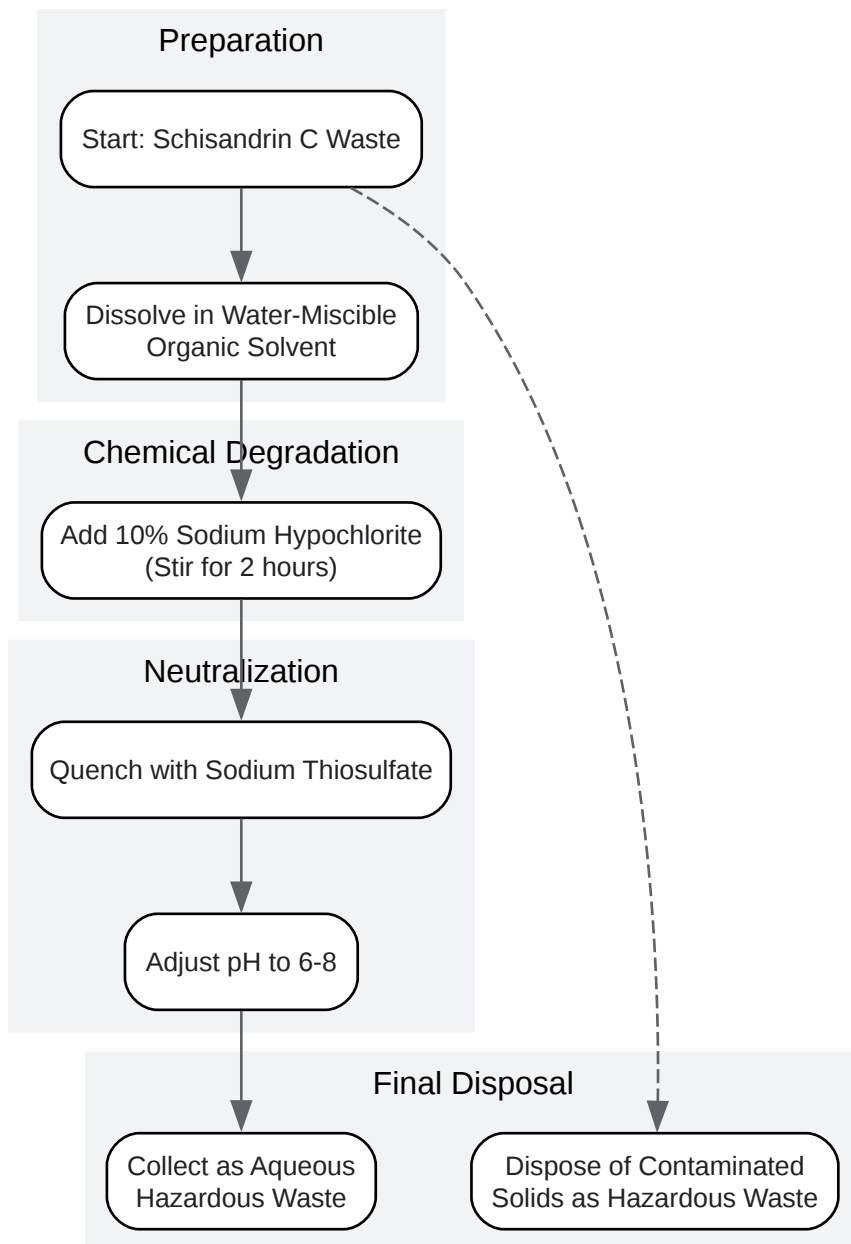 Preparation
Start: Schisandrin C Waste
Dissolve in Water-Miscible
Organic Solvent
Chemical Degradation
Add 10% Sodium Hypochlorite
(Stir for 2 hours)
Neutralization
Quench with Sodium Thiosulfate
Adjust pH to 6-8
Final Disposal
Collect as Aqueous
Hazardous Waste
Dispose of Contaminated
Solids as Hazardous Waste